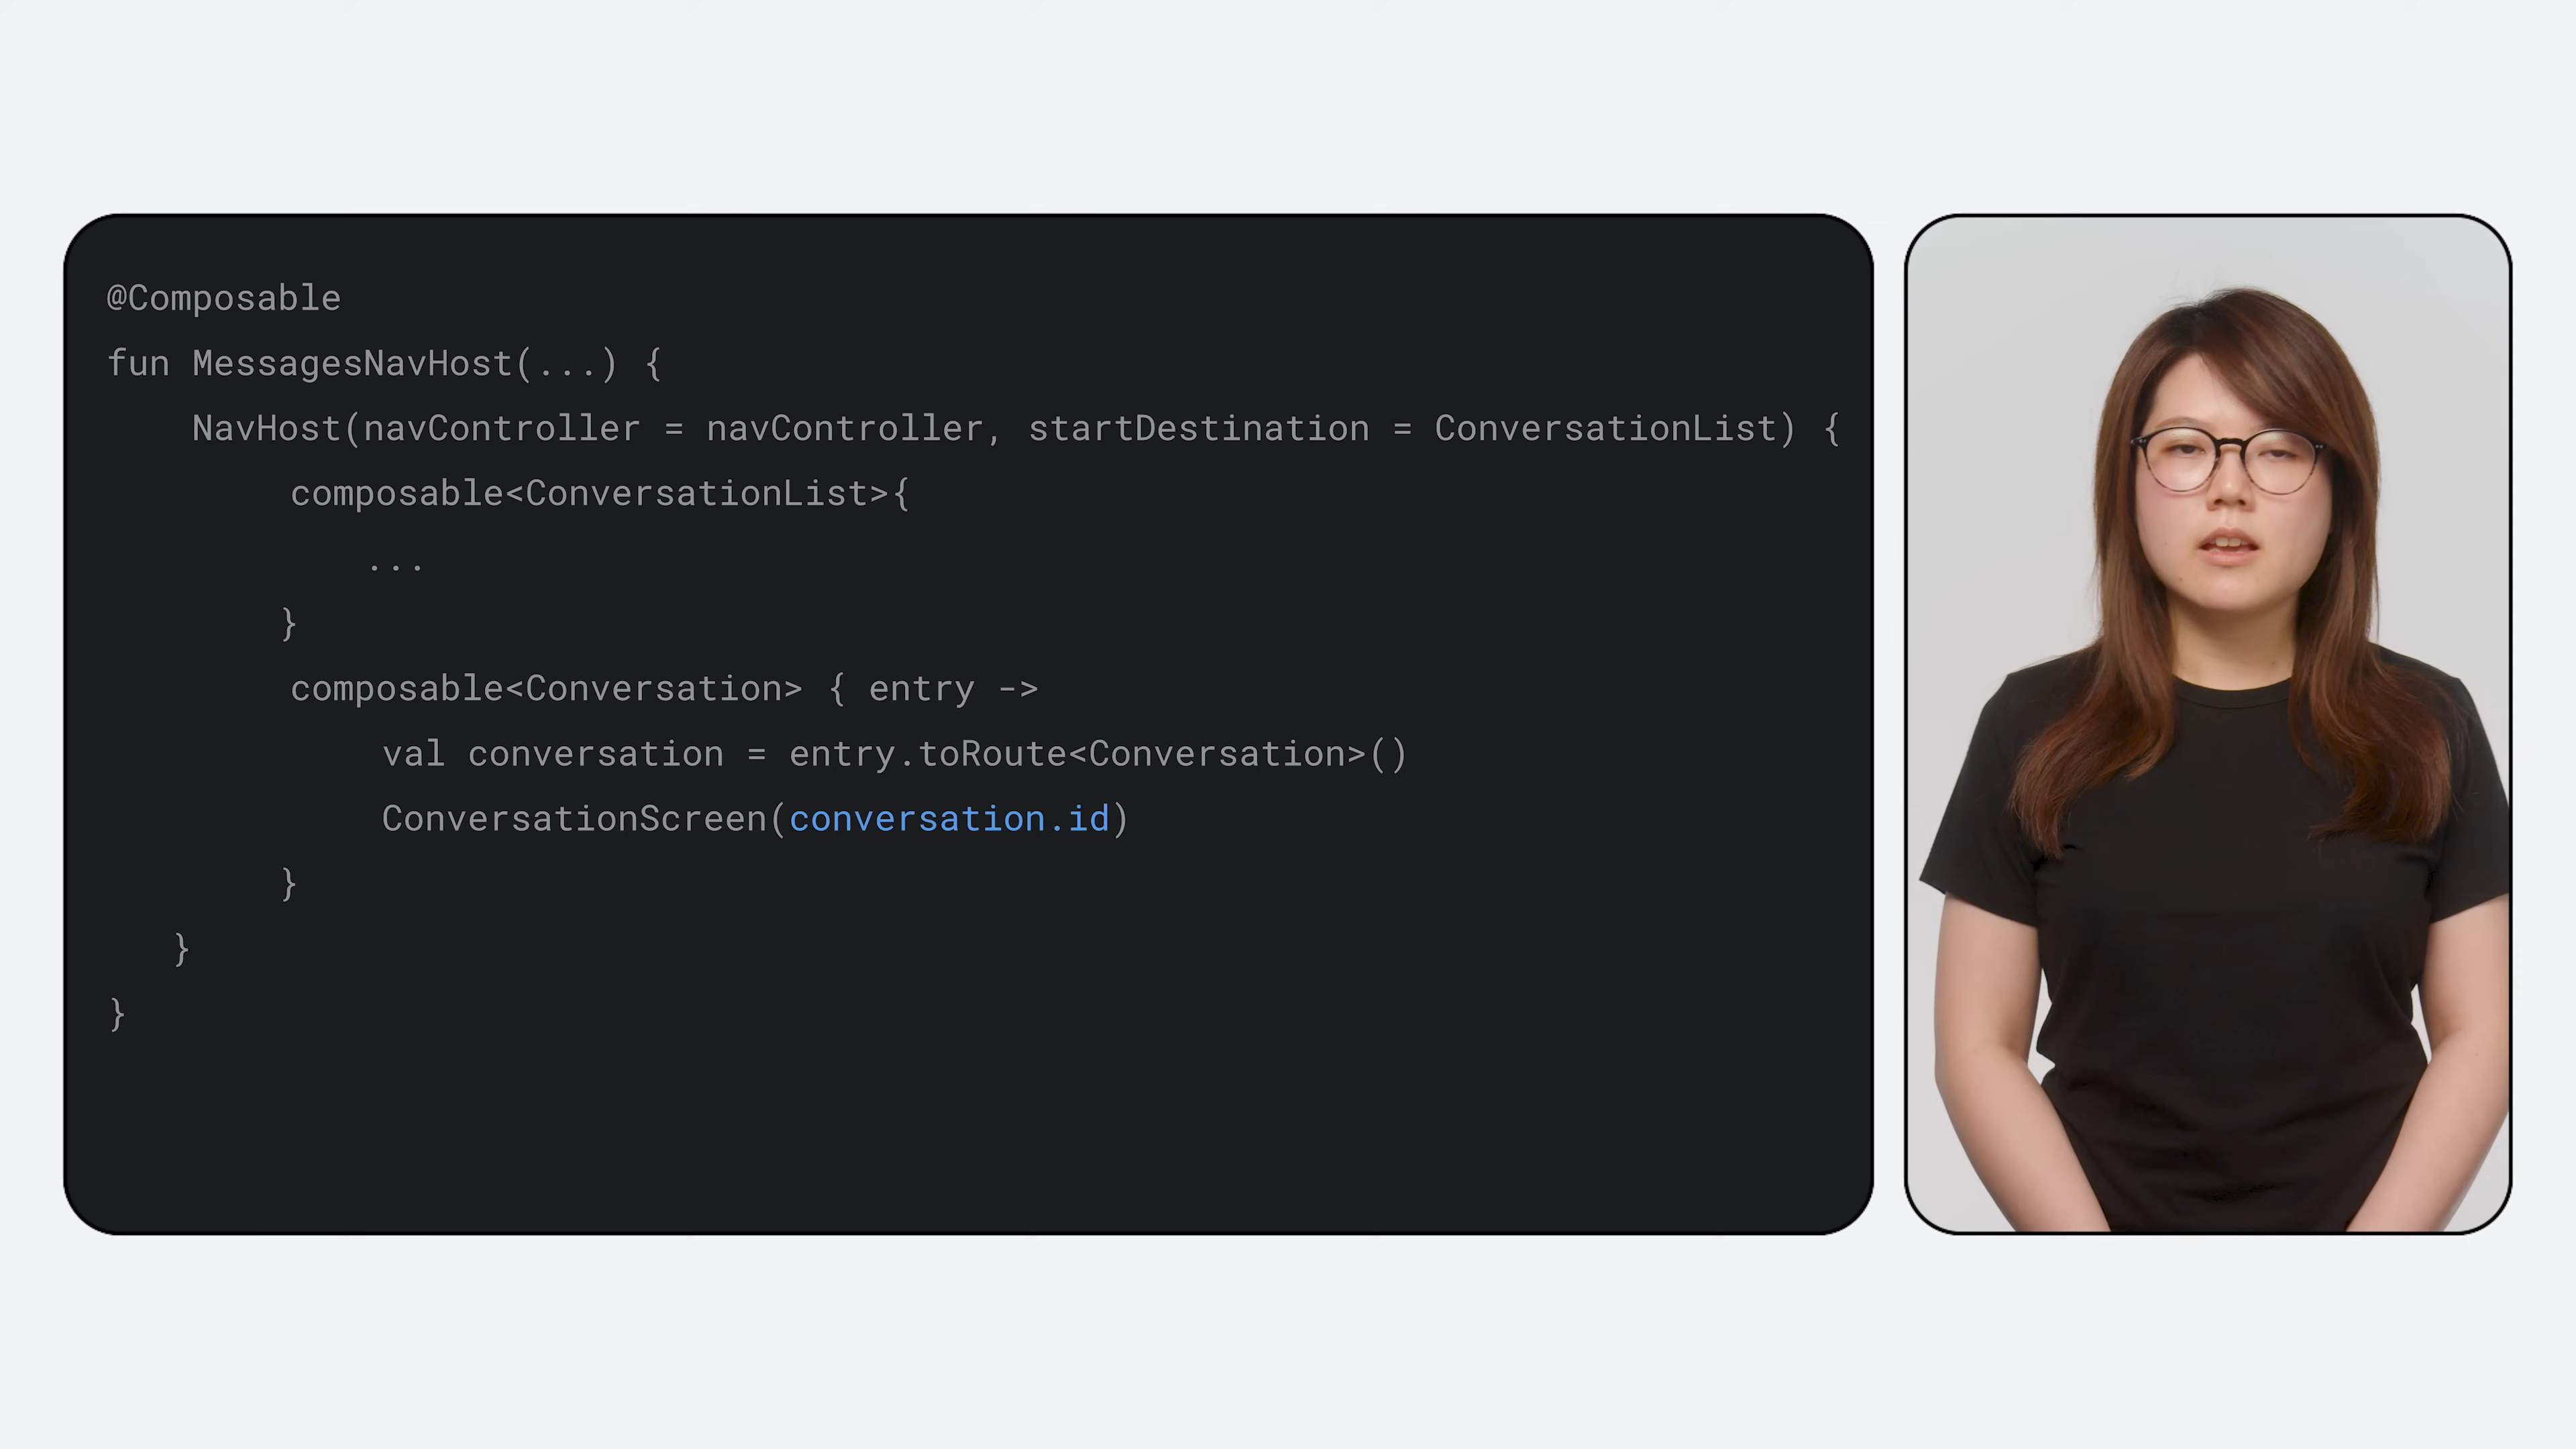 @Composable
fun MessagesNavHost(...) {
NavHost(navController = navController, startDestination = ConversationList) {
composable<ConversationList>{
...
}
composable<Conversation> { entry ->
val conversation = entry.toRoute<Conversation>()
ConversationScreen(conversation.id)
}
}
}